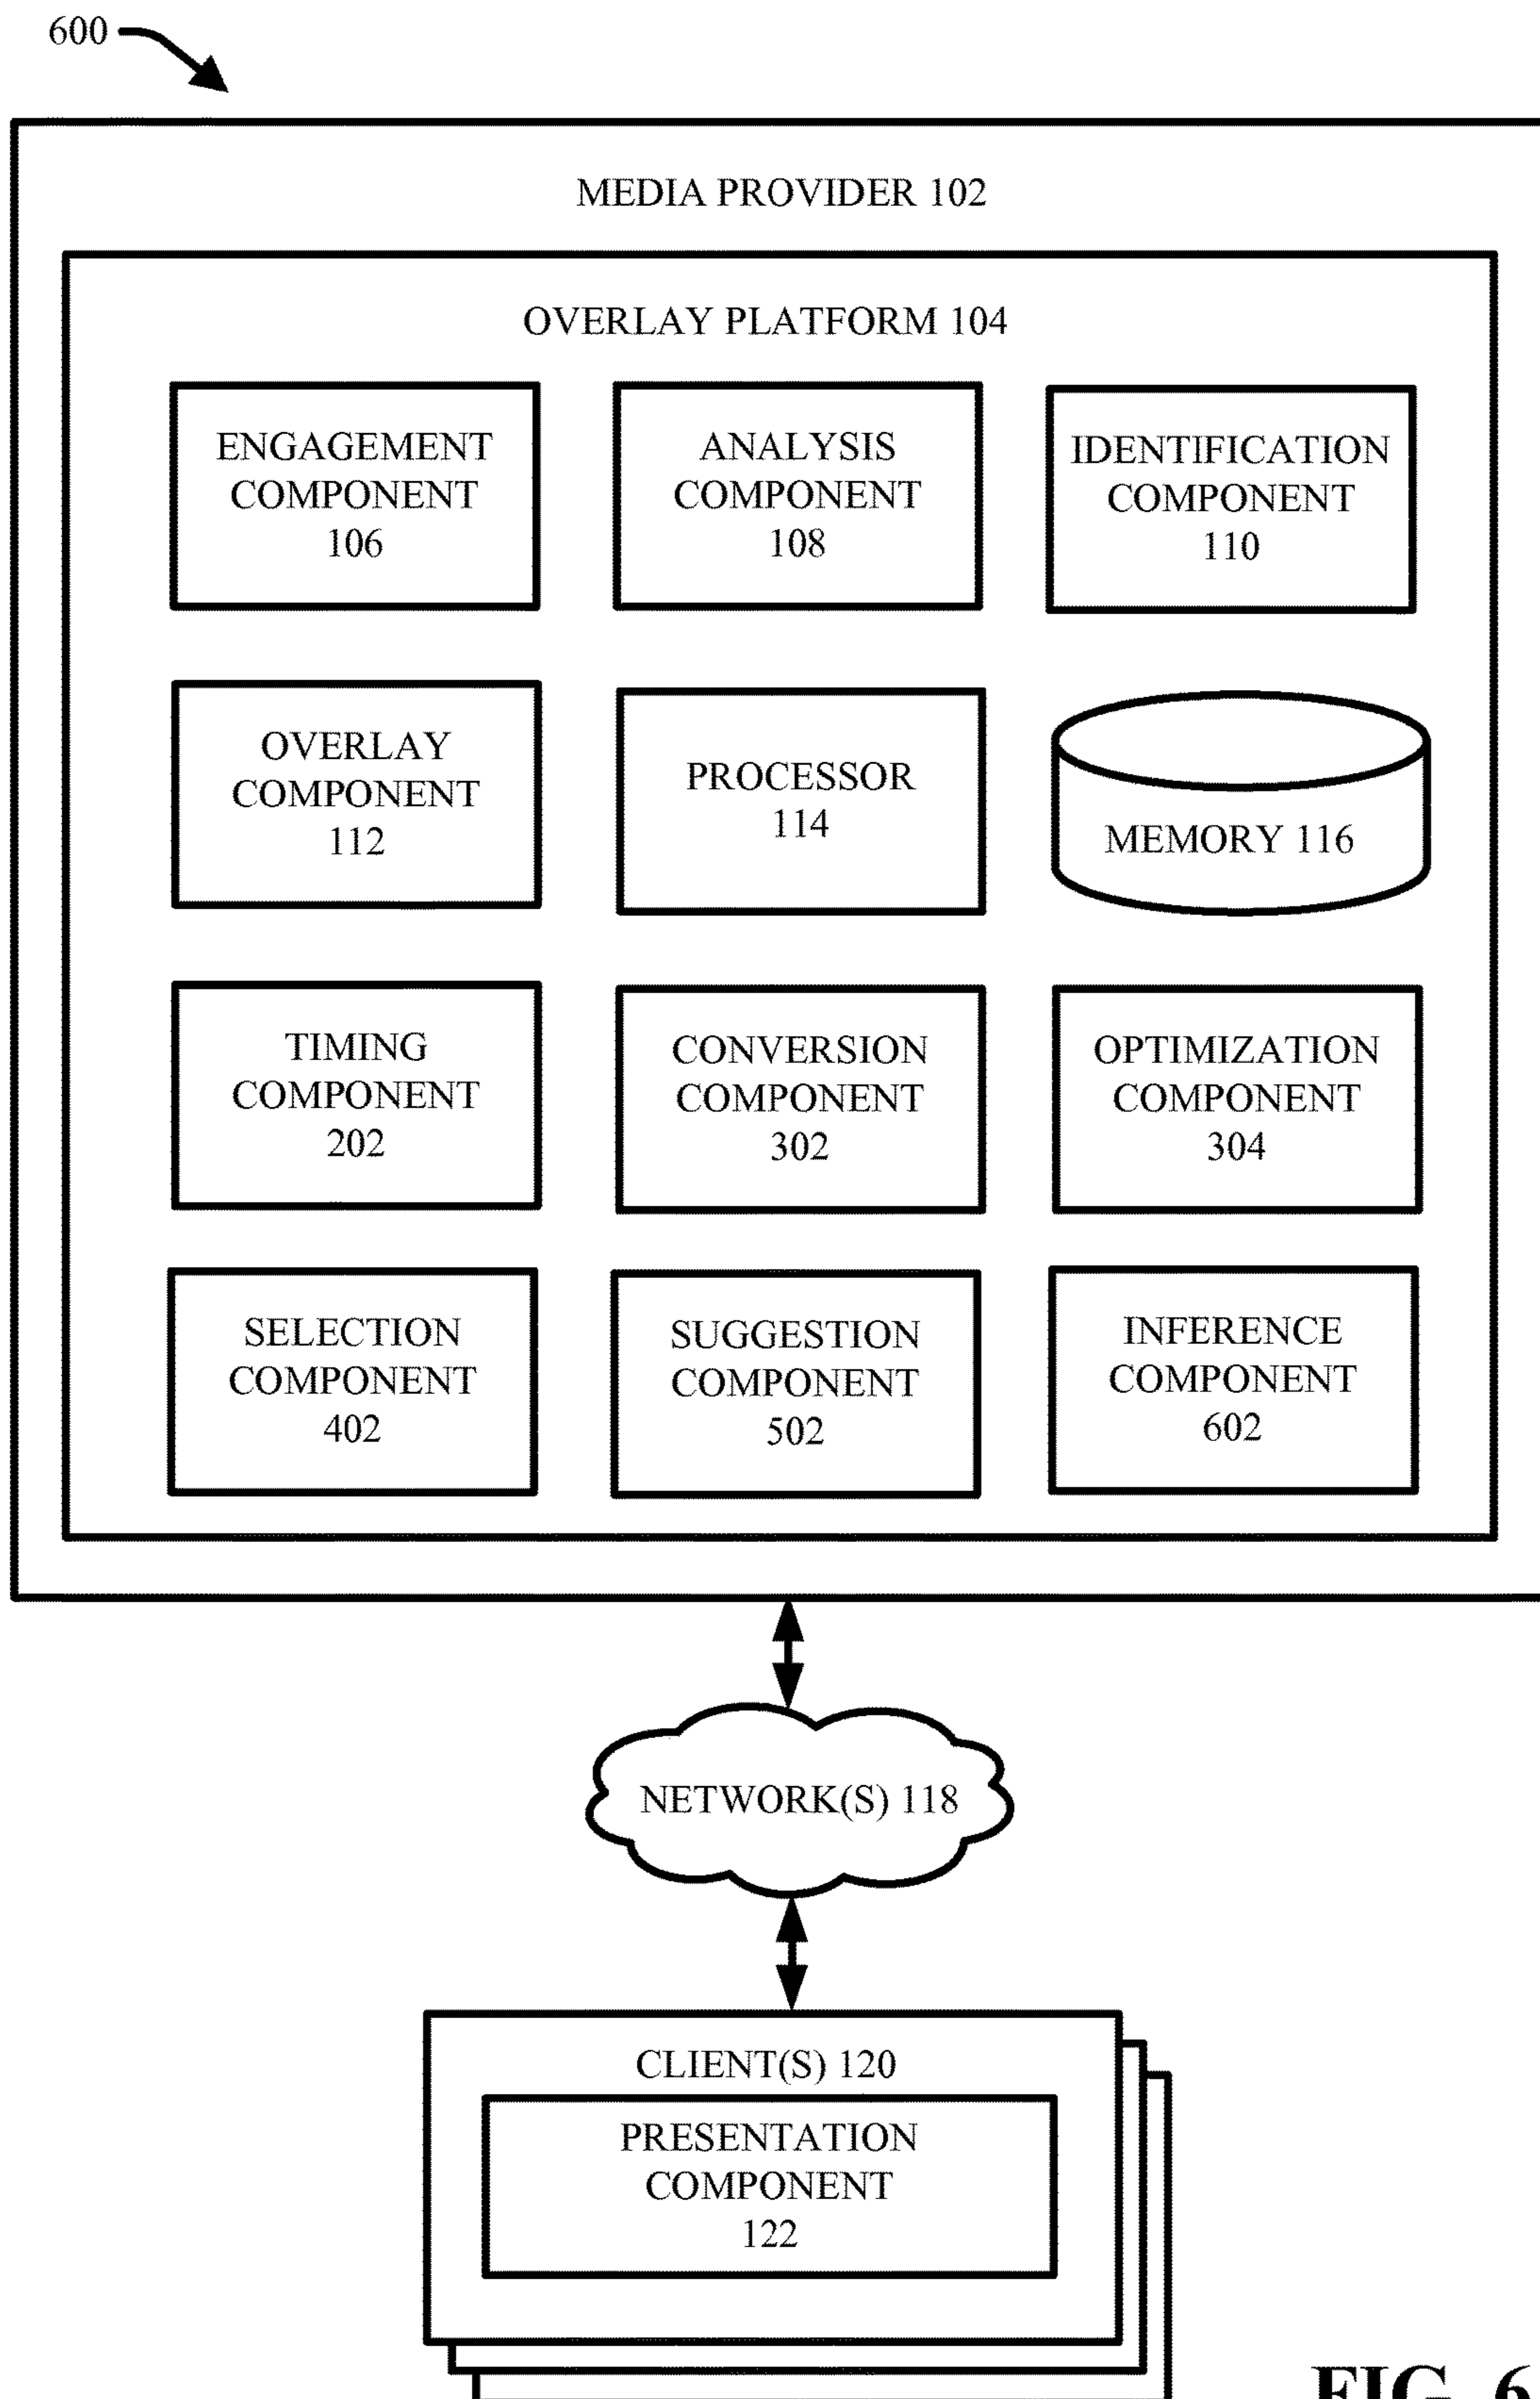 600
MEDIA PROVIDER 102
OVERLAY PLATFORM 104
ENGAGEMENT
COMPONENT
106
ANALYSIS
COMPONENT
108
IDENTIFICATION
COMPONENT
110
OVERLAY
COMPONENT
112
PROCESSOR
114
MEMORY 116
TIMING
COMPONENT
202
CONVERSION
COMPONENT
302
OPTIMIZATION
COMPONENT
304
SELECTION
COMPONENT
402
SUGGESTION
COMPONENT
502
INFERENCE
COMPONENT
602
NETWORK(S) 118
CLIENT(S) 120
PRESENTATION
COMPONENT
122
FIG. 6